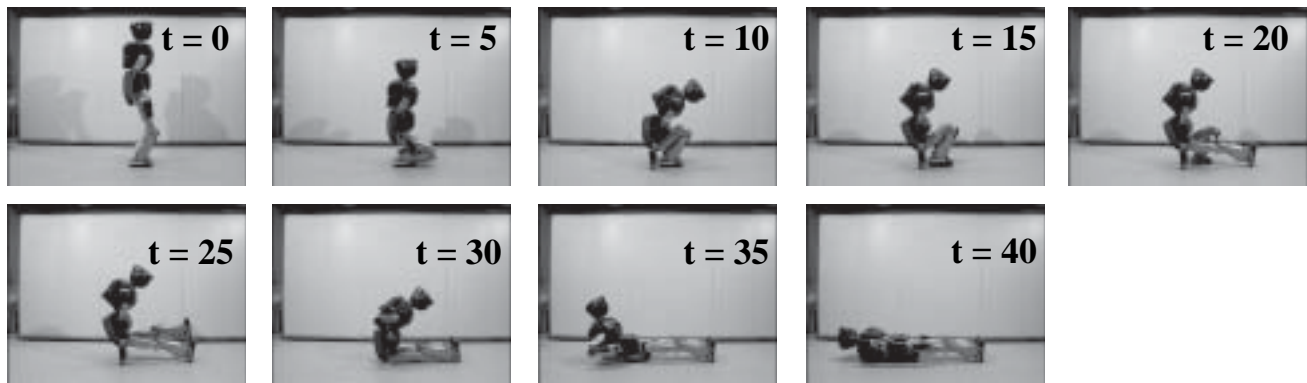 t = 0
t = 5
t = 10
t = 15
t = 20
t = 25
t = 30
t = 35
t = 40